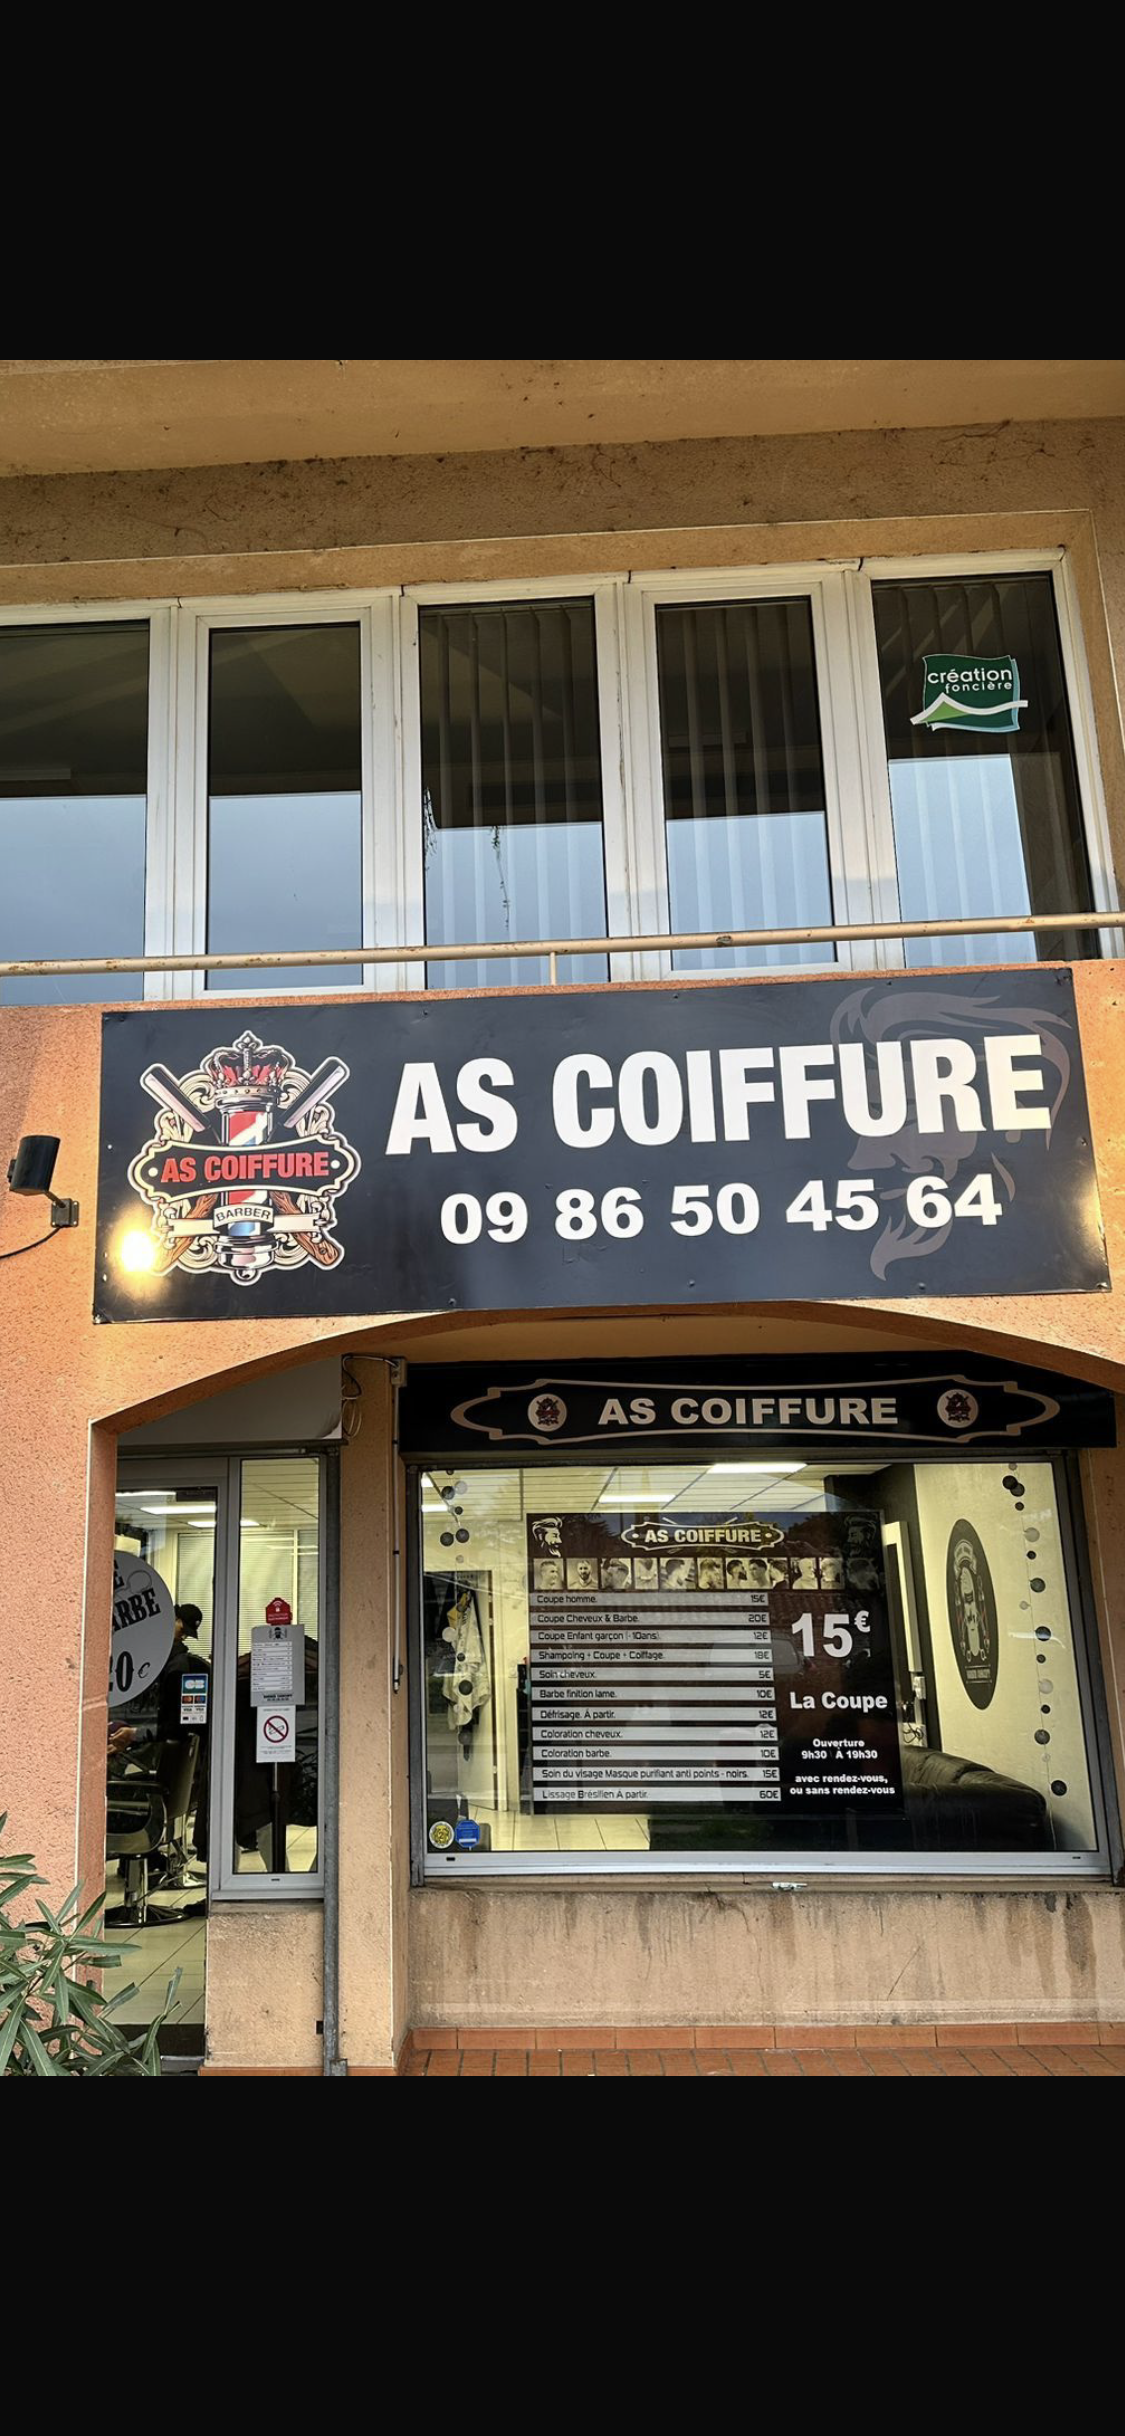 création
foncière
AS COIFFURE
AS COIFFURE
BARBER
09 86 50 45 64
AS COIFFURE
AS COIFFURE
Coupe homme. 15€
Coupe Cheveux & Barbe. 20€
Coupe Enfant garçon (- 10ans). 12€
Shampoing + Coupe + Coiffage. 18€
Soin cheveux. 5€
Barbe finition lame. 10€
Défrisage. À partir. 12€
Coloration cheveux. 12€
Coloration barbe. 10€
Soin du visage Masque purifiant anti points - noirs. 15€
Lissage Brésilien À partir. 60€
15€
La Coupe
Ouverture
9h30 À 19h30
avec rendez-vous,
ou sans rendez-vous
CB
VISA